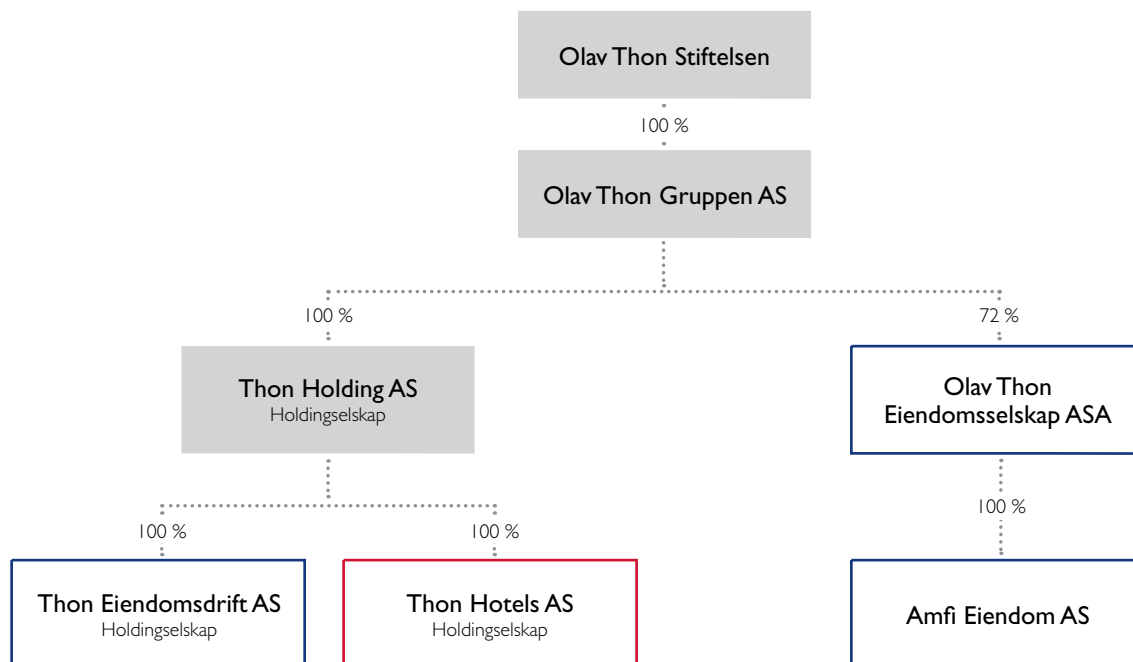 Olav Thon Stiftelsen
100 %
Olav Thon Gruppen AS
100 %
72 %
Thon Holding AS
Holdingselskap
Olav Thon
Eiendomsselskap ASA
100 %
100 %
100 %
Thon Eiendomsdrift AS
Holdingselskap
Thon Hotels AS
Holdingselskap
Amfi Eiendom AS